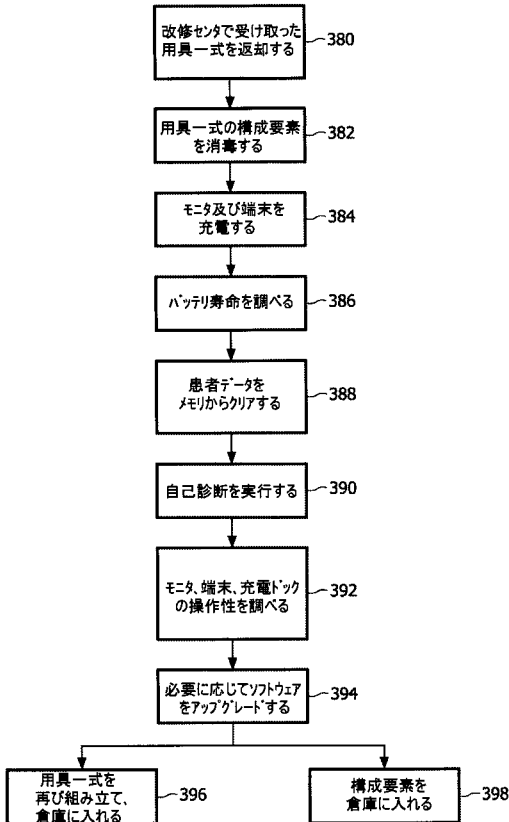 改修センタで受け取った
用具一式を返却する
380
用具一式の構成要素
を消毒する
382
モニタ及び端末を
充電する
384
バッテリ寿命を調べる
386
患者データを
メモリからクリアする
388
自己診断を実行する
390
モニタ、端末、充電ドック
の操作性を調べる
392
必要に応じてソフトウェア
をアップグレードする
394
用具一式を
再び組み立て、
倉庫に入れる
396
構成要素を
倉庫に入れる
398